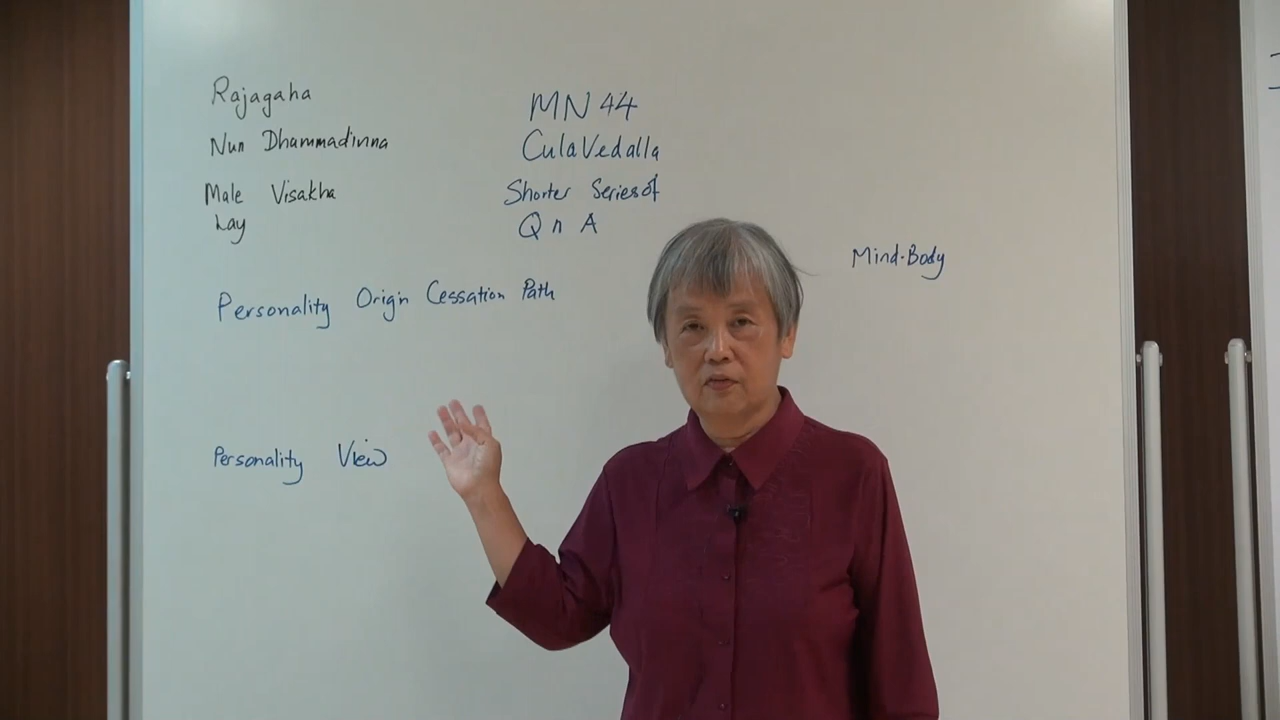 Rajagaha
Nun Dhammadinna
Male Visakha
Lay
MN 44
CulaVedalla
Shorter Series of
Q n A
Mind-Body
Personality Origin Cessation Path
Personality View